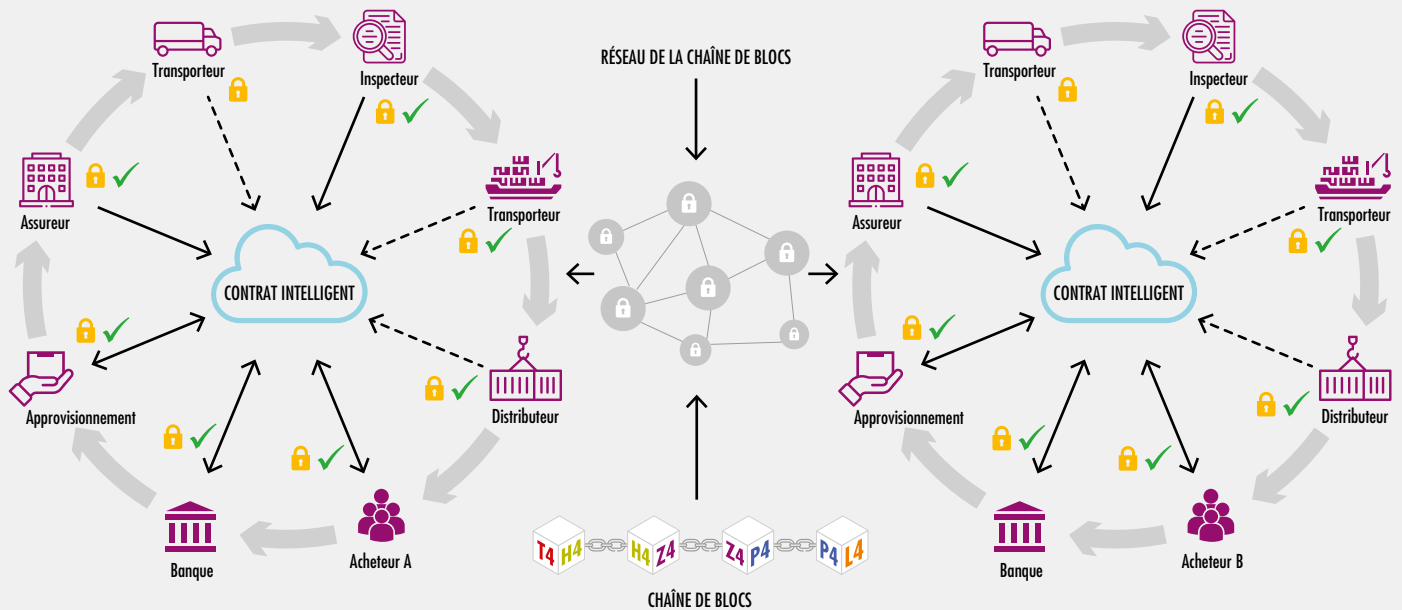 Transporteur
Inspecteur
Assureur
Transporteur
CONTRAT INTELLIGENT
Approvisionnement
Distributeur
Banque
Acheteur A
RÉSEAU DE LA CHAÎNE DE BLOCS
T4 H4
H4 Z4
Z4 P4
P4 L4
CHAÎNE DE BLOCS
Transporteur
Inspecteur
Assureur
Transporteur
CONTRAT INTELLIGENT
Approvisionnement
Distributeur
Banque
Acheteur B